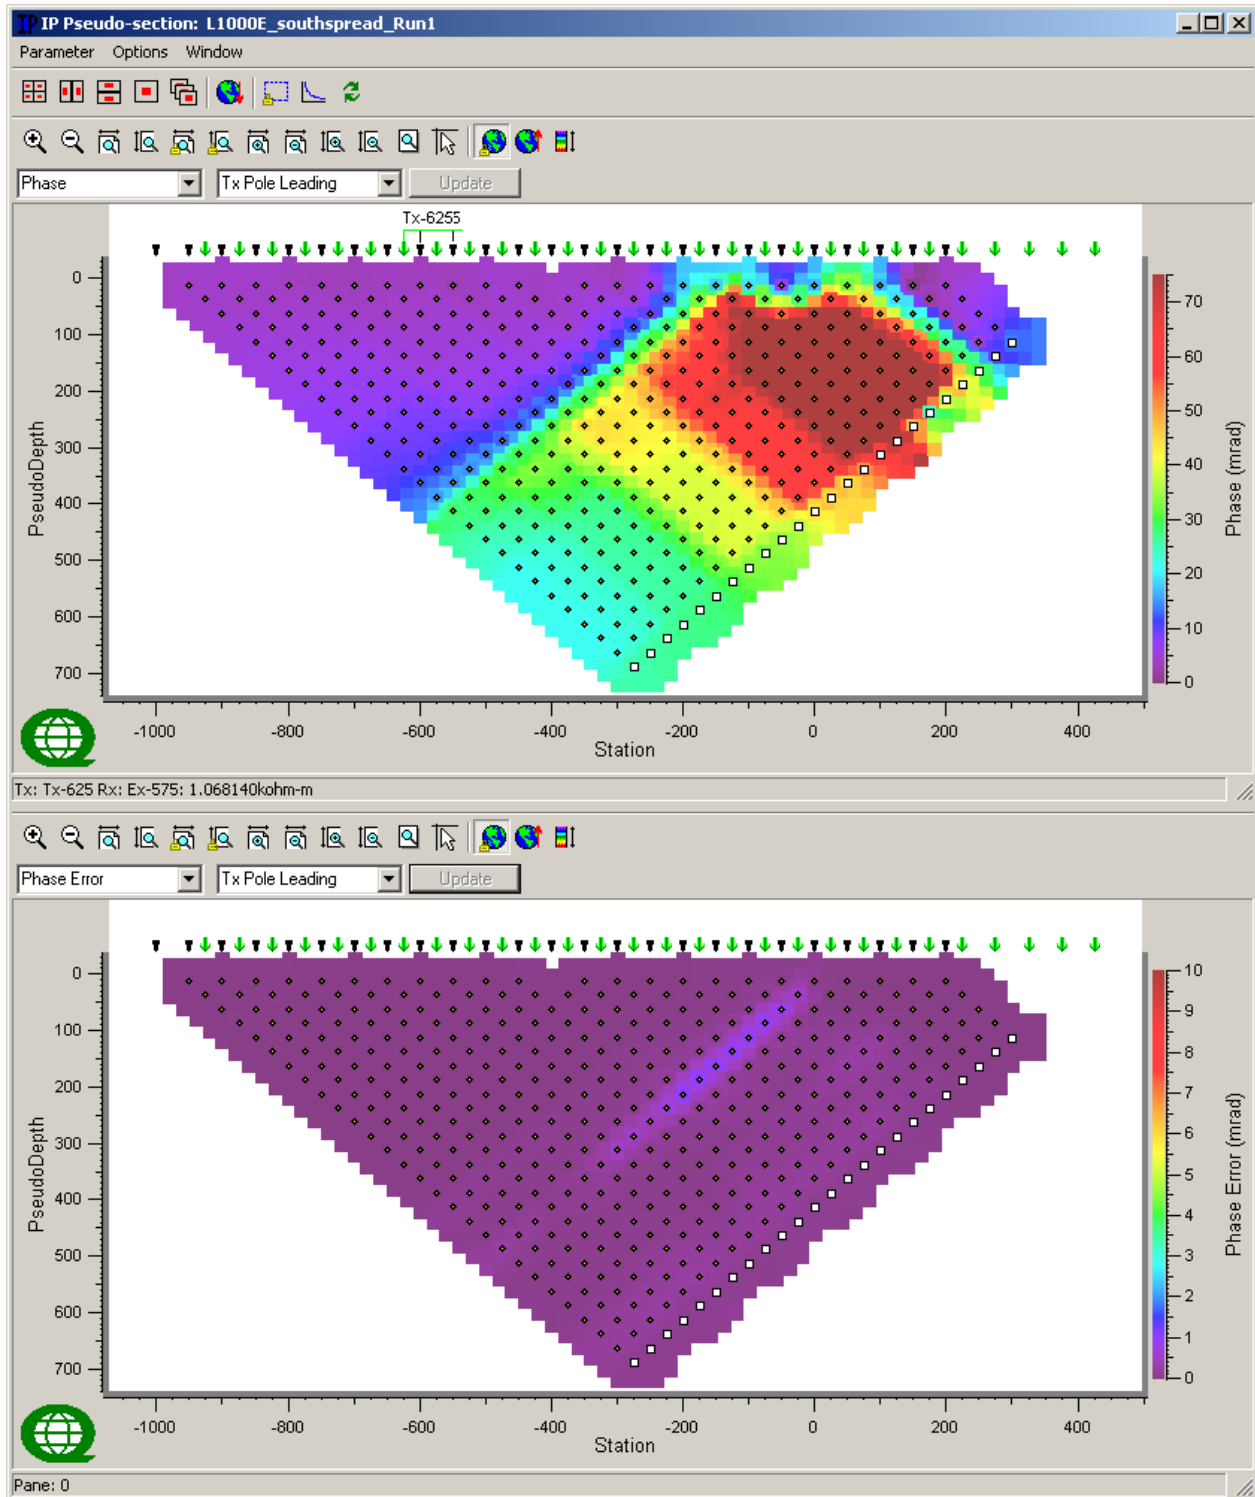 IP Pseudo-section: L1000E_southspread_Run1
Parameter Options Window
Phase Tx Pole Leading Update
Tx-6255
0
100
200
300
400
500
600
700
PseudoDepth
-1000 -800 -600 -400 -200 0 200 400
Station
70
60
50
40
30
20
10
0
Phase (mrad)
Tx: Tx-625 Rx: Ex-575: 1.068140kohm-m
Phase Error Tx Pole Leading Update
0
100
200
300
400
500
600
700
PseudoDepth
-1000 -800 -600 -400 -200 0 200 400
Station
10
9
8
7
6
5
4
3
2
1
0
Phase Error (mrad)
Pane: 0